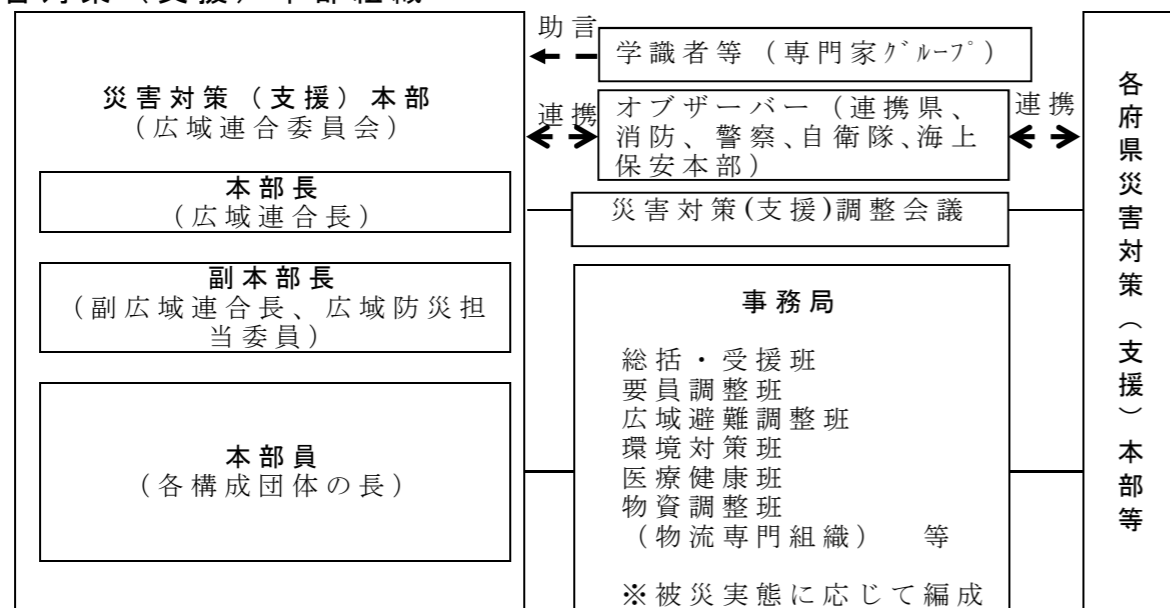 災害対策(支援)本部
(広域連合委員会)
本部長
(広域連合長)
副本部長
(副広域連合長、広域防災担
当委員)
本部員
(各構成団体の長)
助言
学識者等(専門家グループ)
連携
オブザーバー(連携県、
消防、警察、自衛隊、海上
保安本部)
連携
災害対策(支援)調整会議
事務局
総括・受援班
要員調整班
広域避難調整班
環境対策班
医療健康班
物資調整班
(物流専門組織) 等
※被災実態に応じて編成
各府県災害対策(支援)本部等